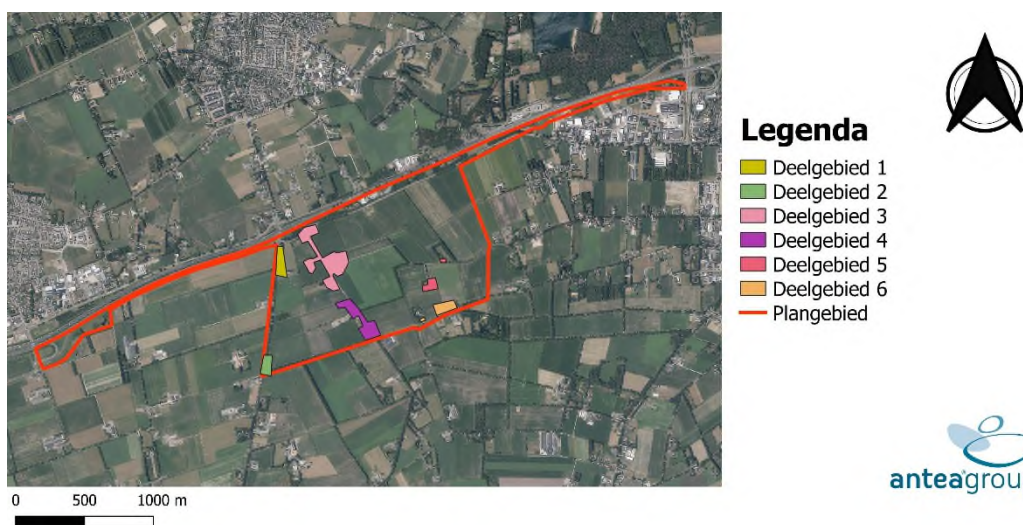 Legenda
Deelgebied 1
Deelgebied 2
Deelgebied 3
Deelgebied 4
Deelgebied 5
Deelgebied 6
Plangebied
anteagrou
0 500 1000 m